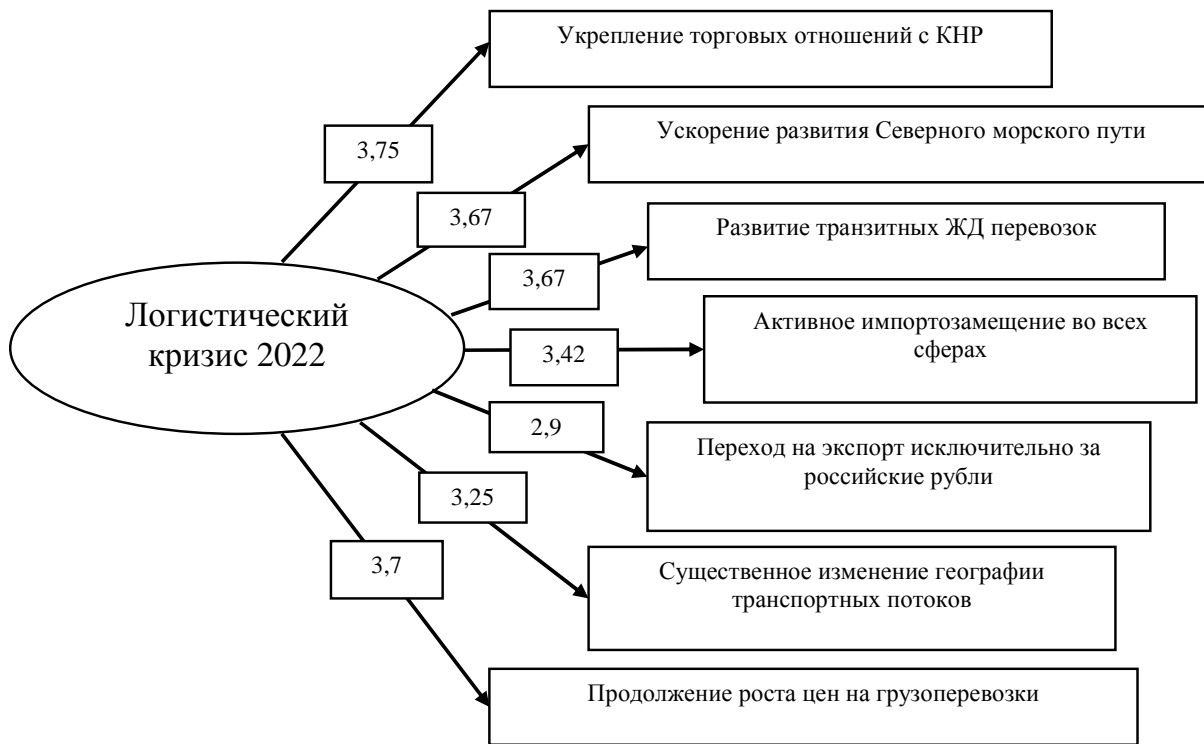 Укрепление торговых отношений с КНР
3,75
Ускорение развития Северного морского пути
3,67
Развитие транзитных ЖД перевозок
3,67
Логистический
кризис 2022
Активное импортозамещение во всех
сферах
3,42
Переход на экспорт исключительно за
российские рубли
2,9
Существенное изменение географии
транспортных потоков
3,25
Продолжение роста цен на грузоперевозки
3,7